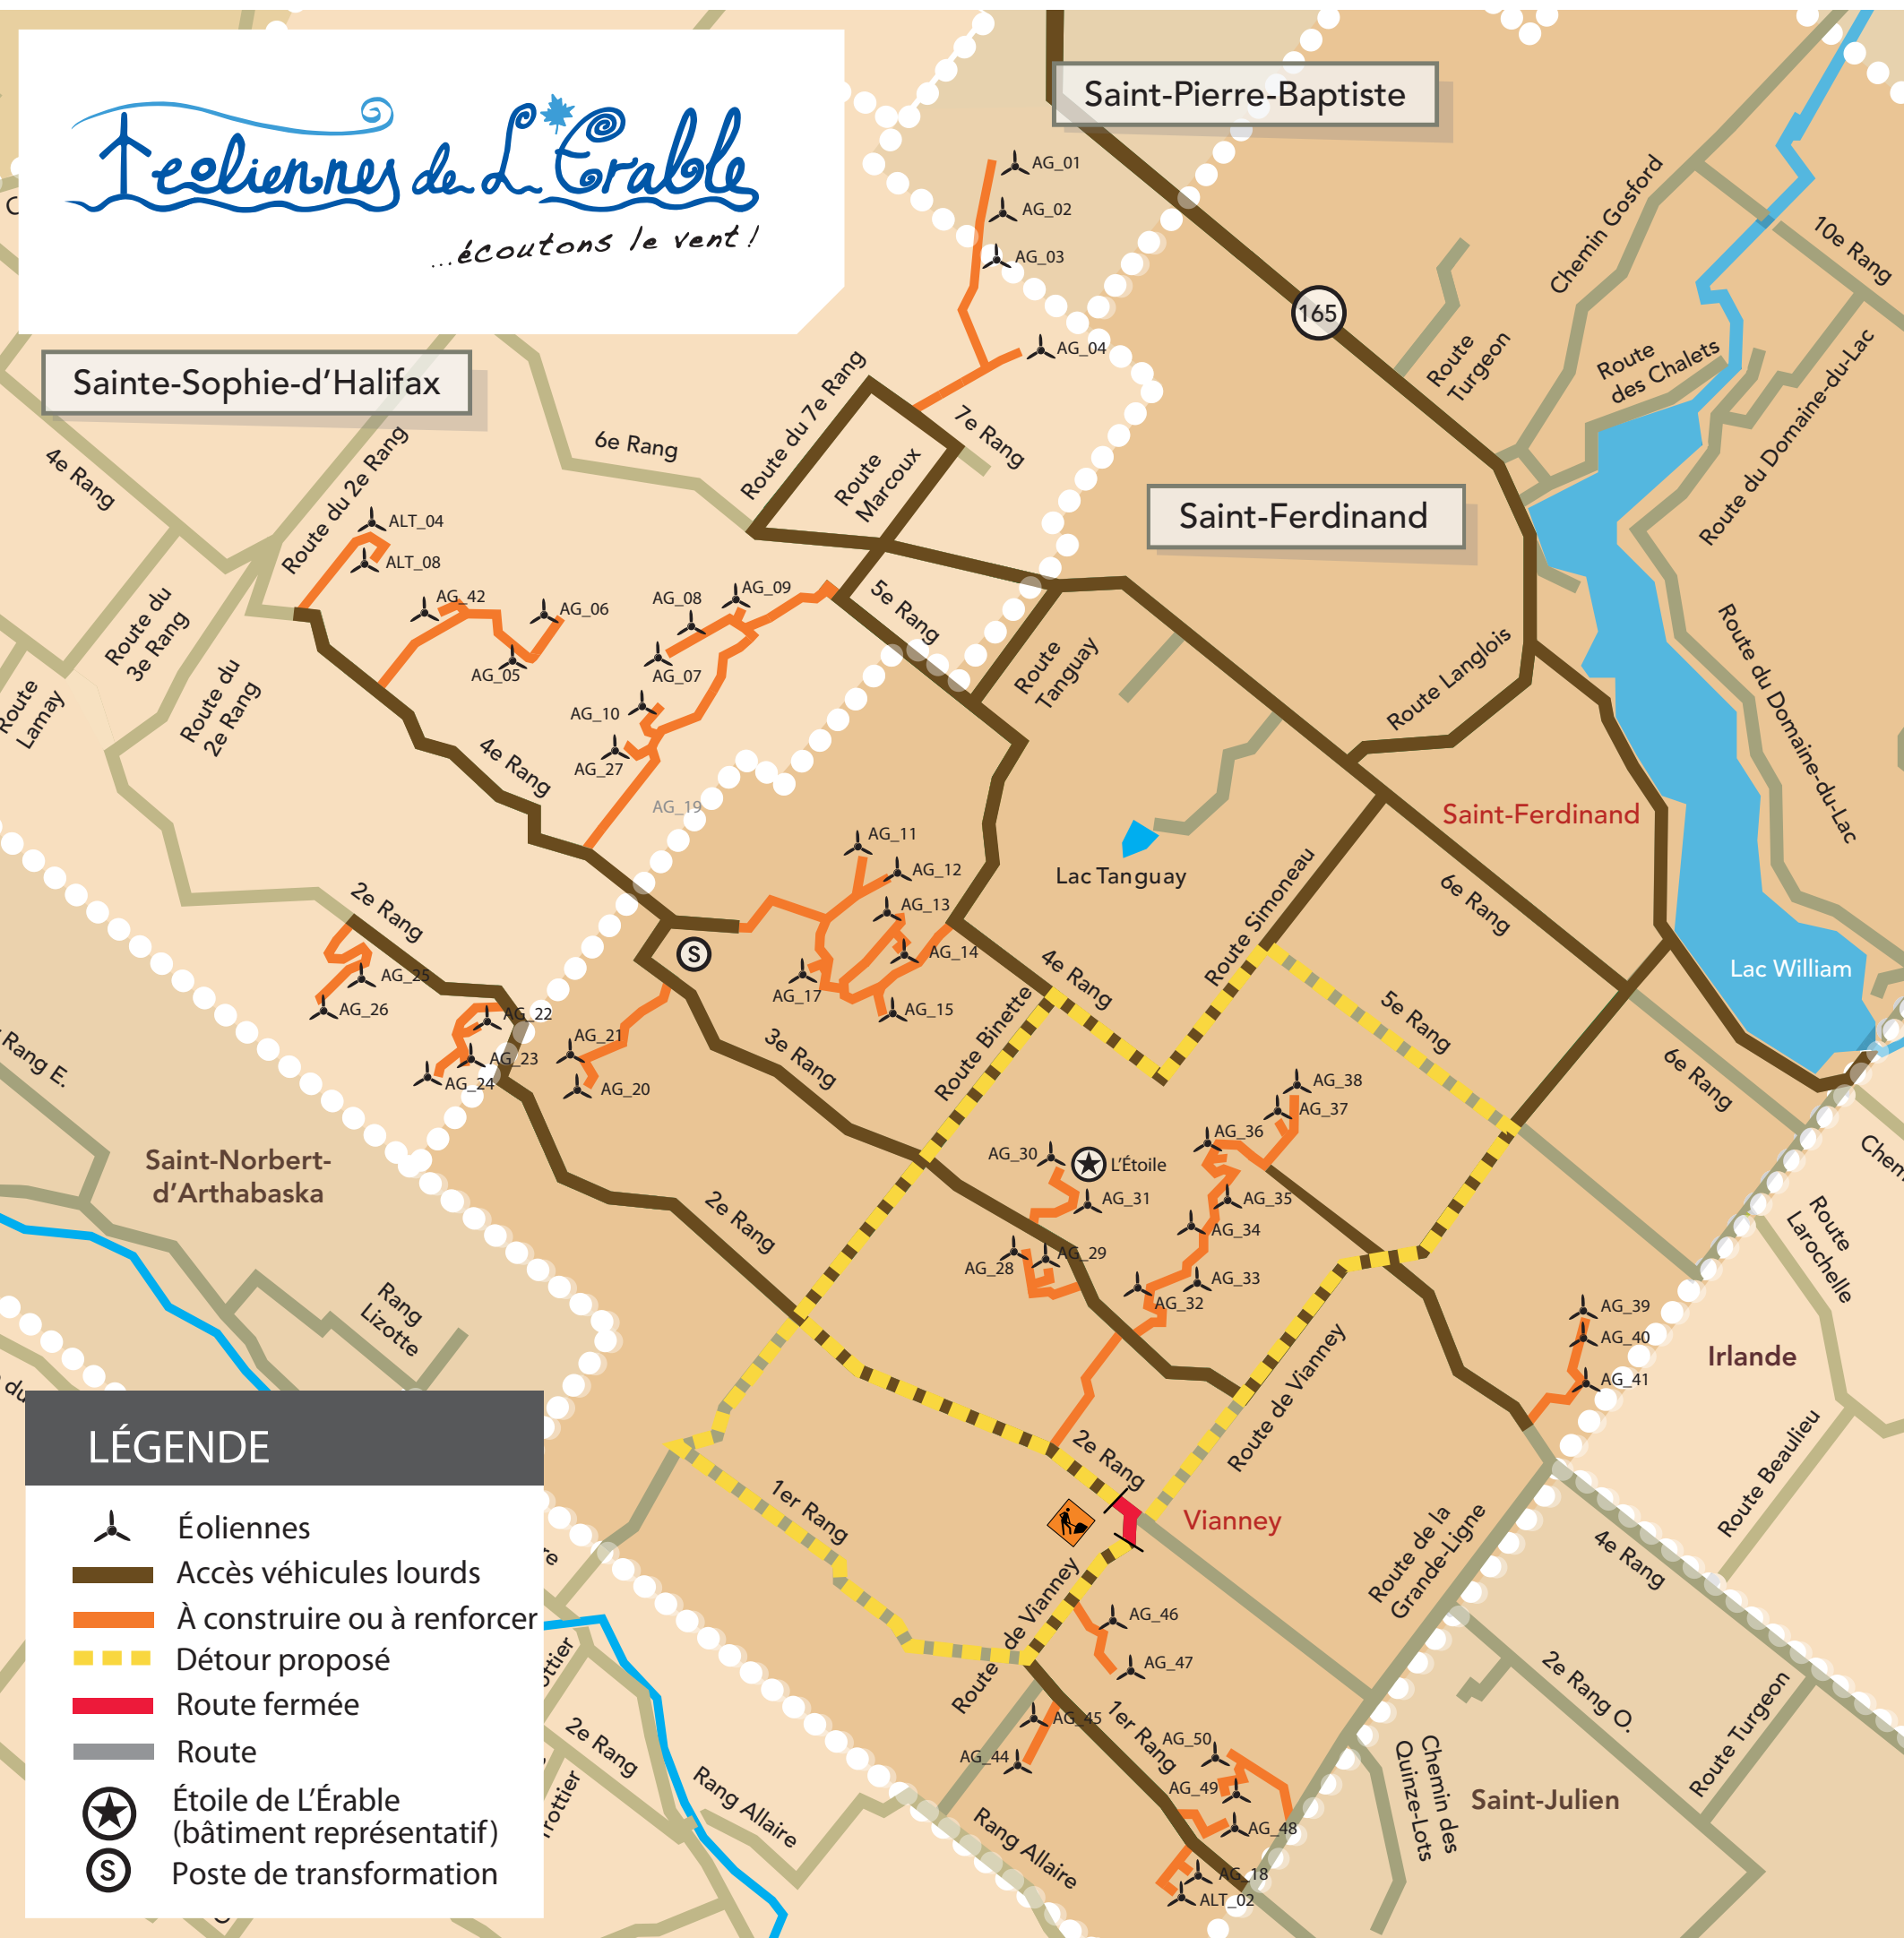 eoliennes de L'Érable
...écoutons le vent!
Saint-Pierre-Baptiste
Sainte-Sophie-d'Halifax
Saint-Ferdinand
165
AG_01
AG_02
AG_03
AG_04
Chemin Gosford
10e Rang
Route
Turgeon
Route
des Chalets
Route du Domaine-du-Lac
Route du Domaine-du-Lac
4e Rang
Route du 2e Rang
6e Rang
Route du 7e Rang
Route
Marcoux
7e Rang
ALT_04
ALT_08
AG_42
AG_06
AG_05
AG_08
AG_09
AG_07
AG_10
AG_27
AG_19
5e Rang
Route
Tanguay
Route Langlois
Route du
3e Rang
Route du
2e Rang
Route
Lamay
4e Rang
Saint-Ferdinand
Lac Tanguay
Route Simoneau
6e Rang
Lac William
AG_11
AG_12
AG_13
AG_14
AG_15
AG_17
S
2e Rang
AG_25
AG_26
AG_22
AG_23
AG_24
AG_21
AG_20
3e Rang
4e Rang
Route Binette
5e Rang
6e Rang
Rang E.
Saint-Norbert-
d'Arthabaska
2e Rang
AG_30
L'Étoile
AG_31
AG_28
AG_29
AG_38
AG_37
AG_36
AG_35
AG_34
AG_33
AG_32
Route
Larochelle
AG_39
AG_40
AG_41
Irlande
Route Beaulieu
Rang
Lizotte
Route de Vianney
2e Rang
1er Rang
Vianney
Route de la
Grande-Ligne
4e Rang
Route de Vianney
AG_46
AG_47
AG_45
AG_44
1er Rang
AG_50
AG_49
AG_48
AG_18
ALT_02
2e Rang O.
Route Turgeon
Chemin des
Quinze-Lots
Saint-Julien
2e Rang
Rang Allaire
Rang Allaire
LÉGENDE
Éoliennes
Accès véhicules lourds
À construire ou à renforcer
Détour proposé
Route fermée
Route
Étoile de L'Érable
(bâtiment représentatif)
S
Poste de transformation